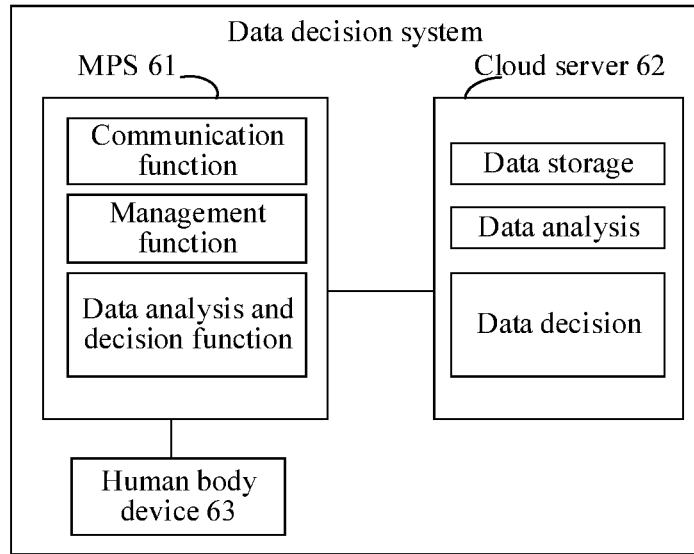 Data decision system
MPS 61
Cloud server 62
Communication
function
Management
function
Data analysis and
decision function
Data storage
Data analysis
Data decision
Human body
device 63